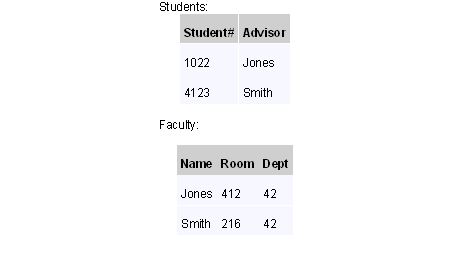 Students:
Student# Advisor
1022 Jones
4123 Smith
Faculty:
Name Room Dept
Jones 412 42
Smith 216 42